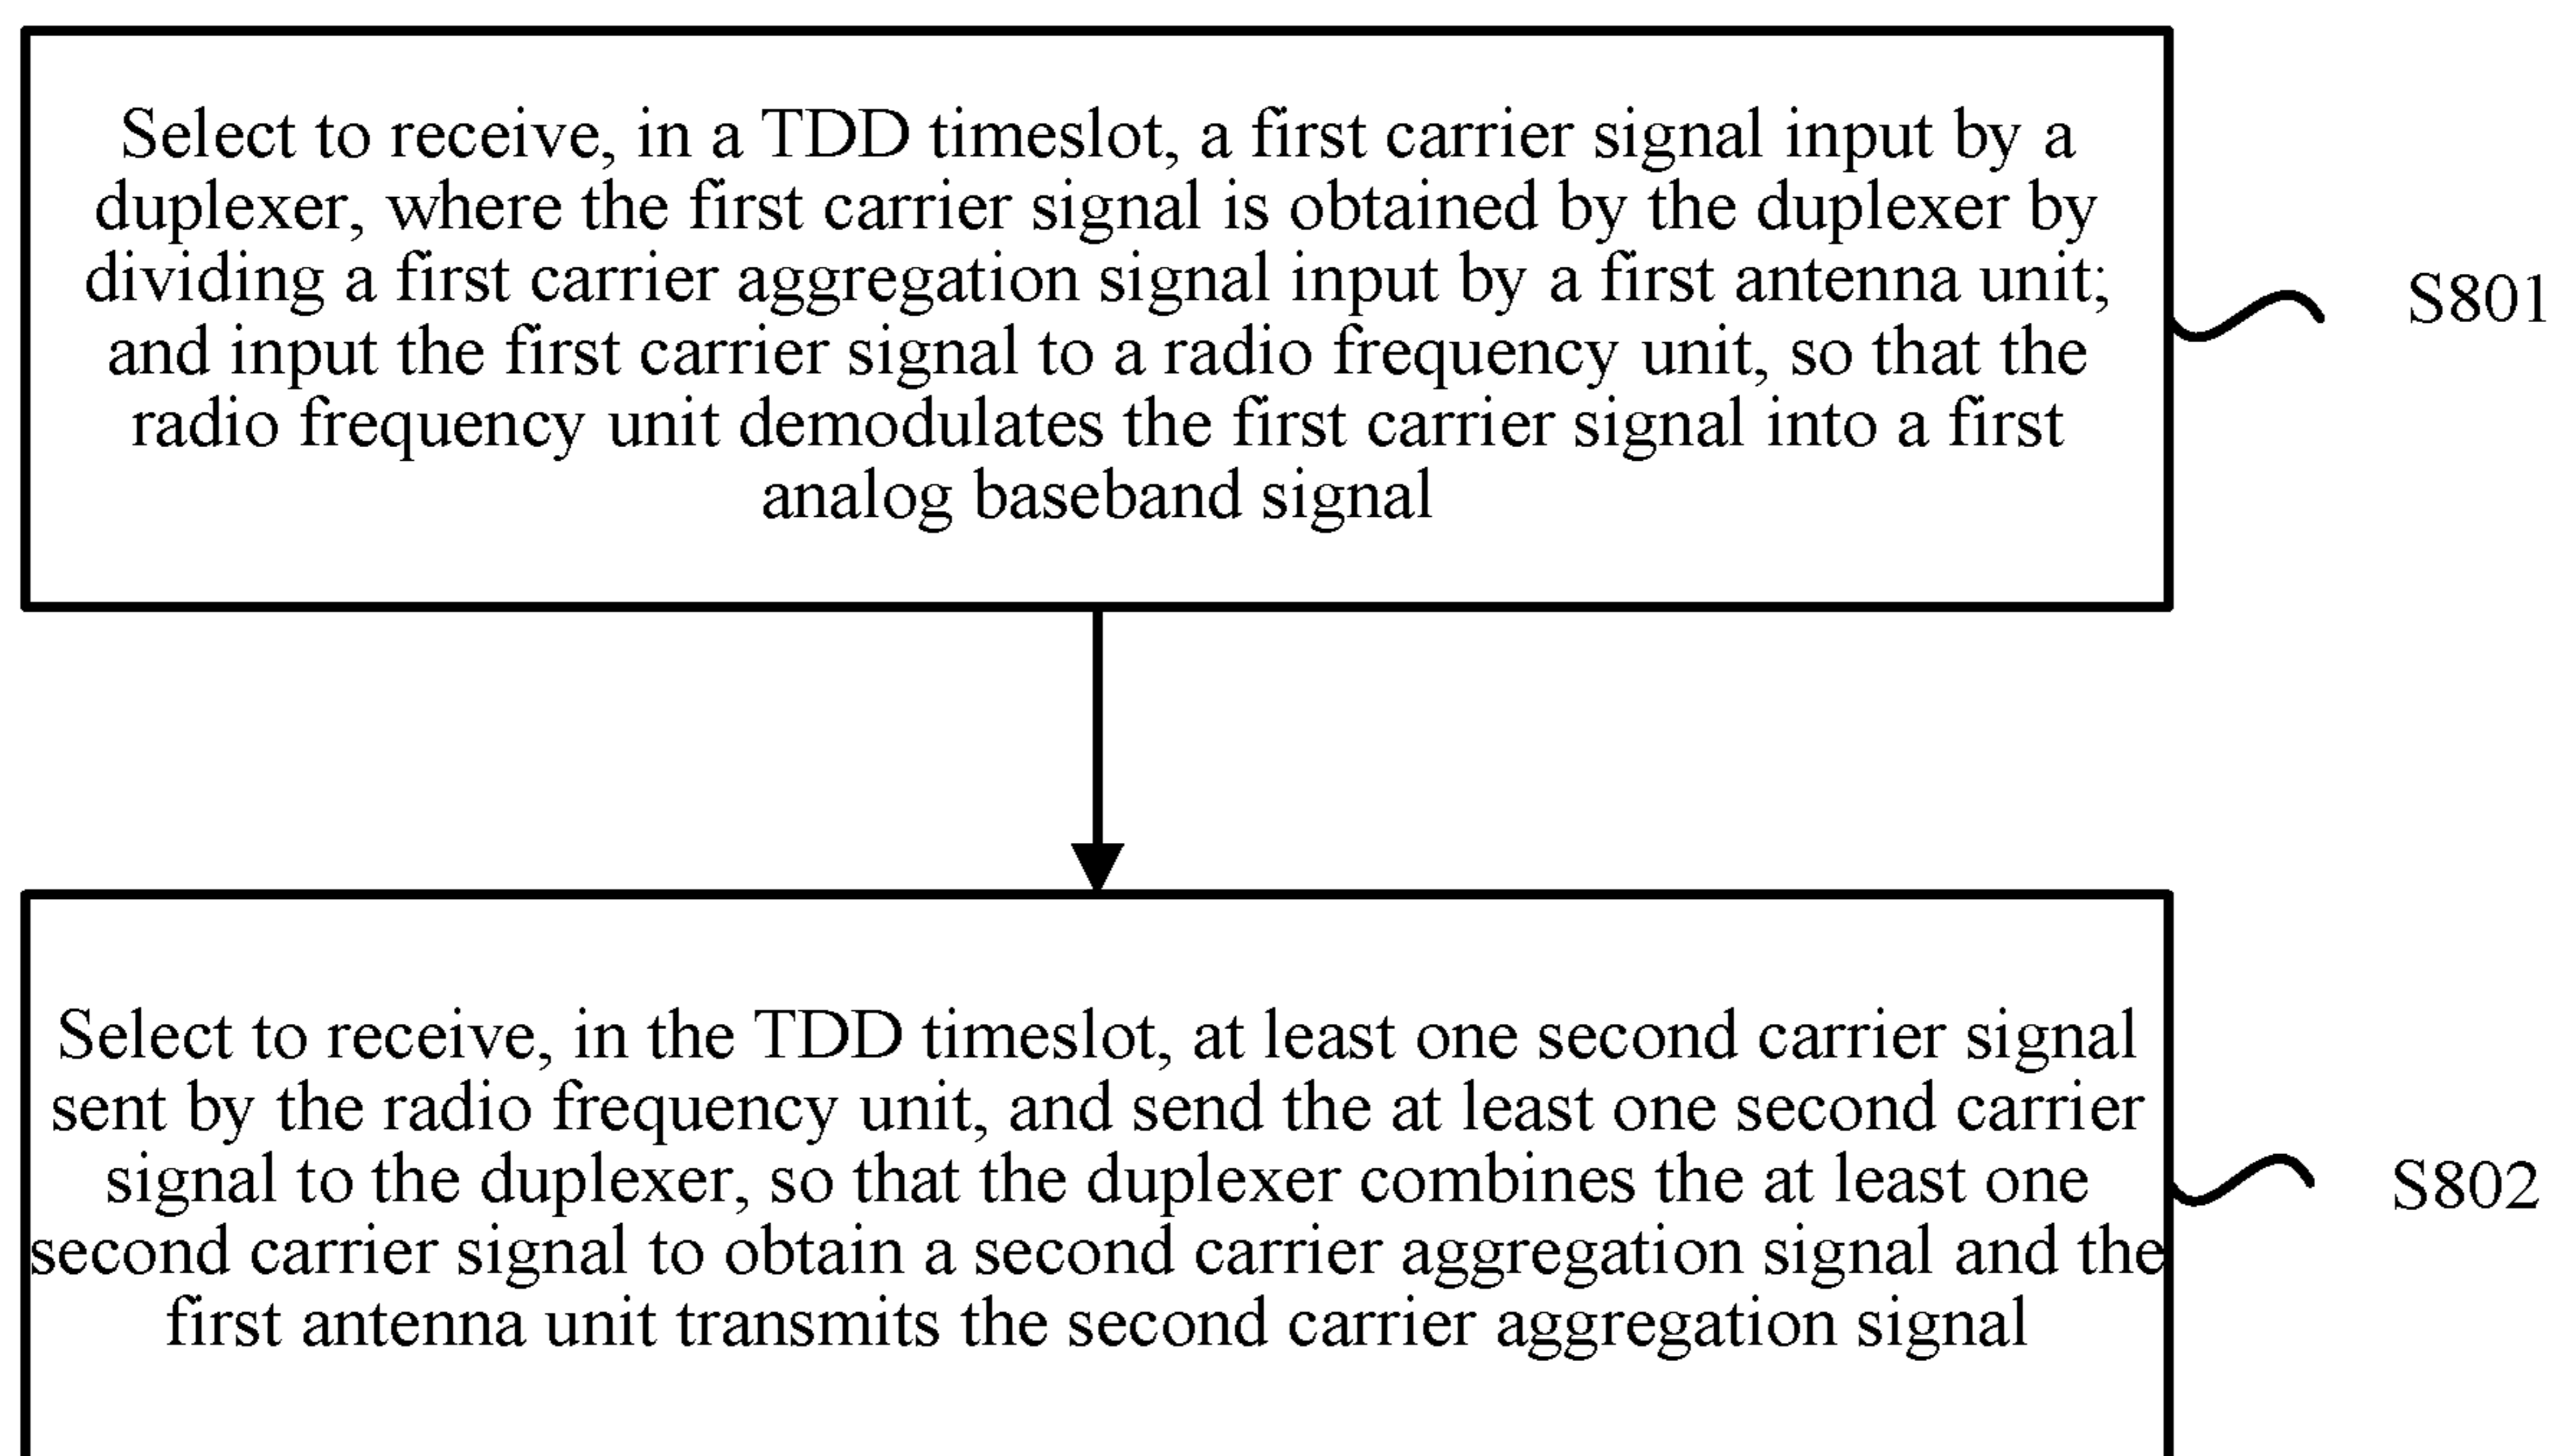 Select to receive, in a TDD timeslot, a first carrier signal input by a
duplexer, where the first carrier signal is obtained by the duplexer by
dividing a first carrier aggregation signal input by a first antenna unit;
and input the first carrier signal to a radio frequency unit, so that the
radio frequency unit demodulates the first carrier signal into a first
analog baseband signal
S801
Select to receive, in the TDD timeslot, at least one second carrier signal
sent by the radio frequency unit, and send the at least one second carrier
signal to the duplexer, so that the duplexer combines the at least one
second carrier signal to obtain a second carrier aggregation signal and the
first antenna unit transmits the second carrier aggregation signal
S802